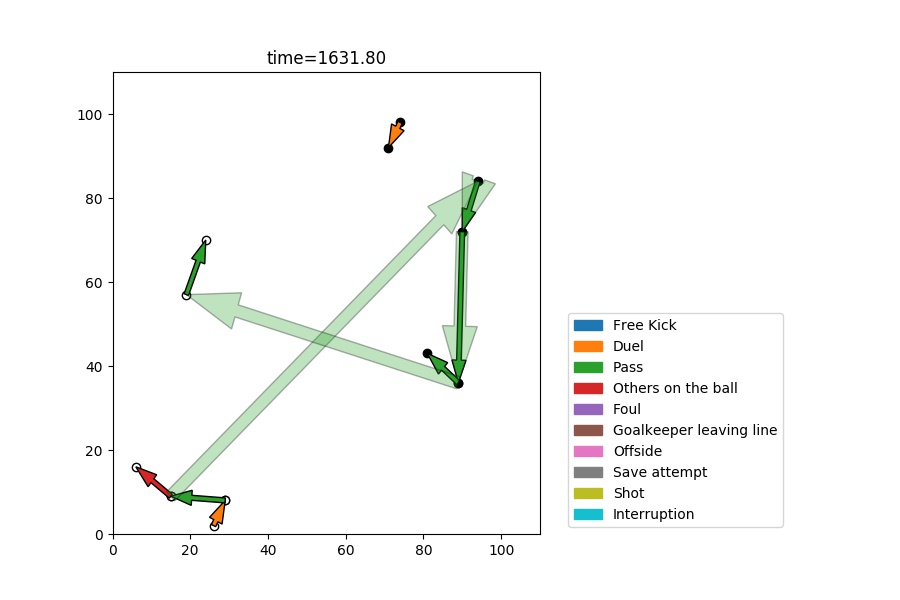 time=1631.80
100
80
60
40
20
0
0 20 40 60 80 100
Free Kick
Duel
Pass
Others on the ball
Foul
Goalkeeper leaving line
Offside
Save attempt
Shot
Interruption